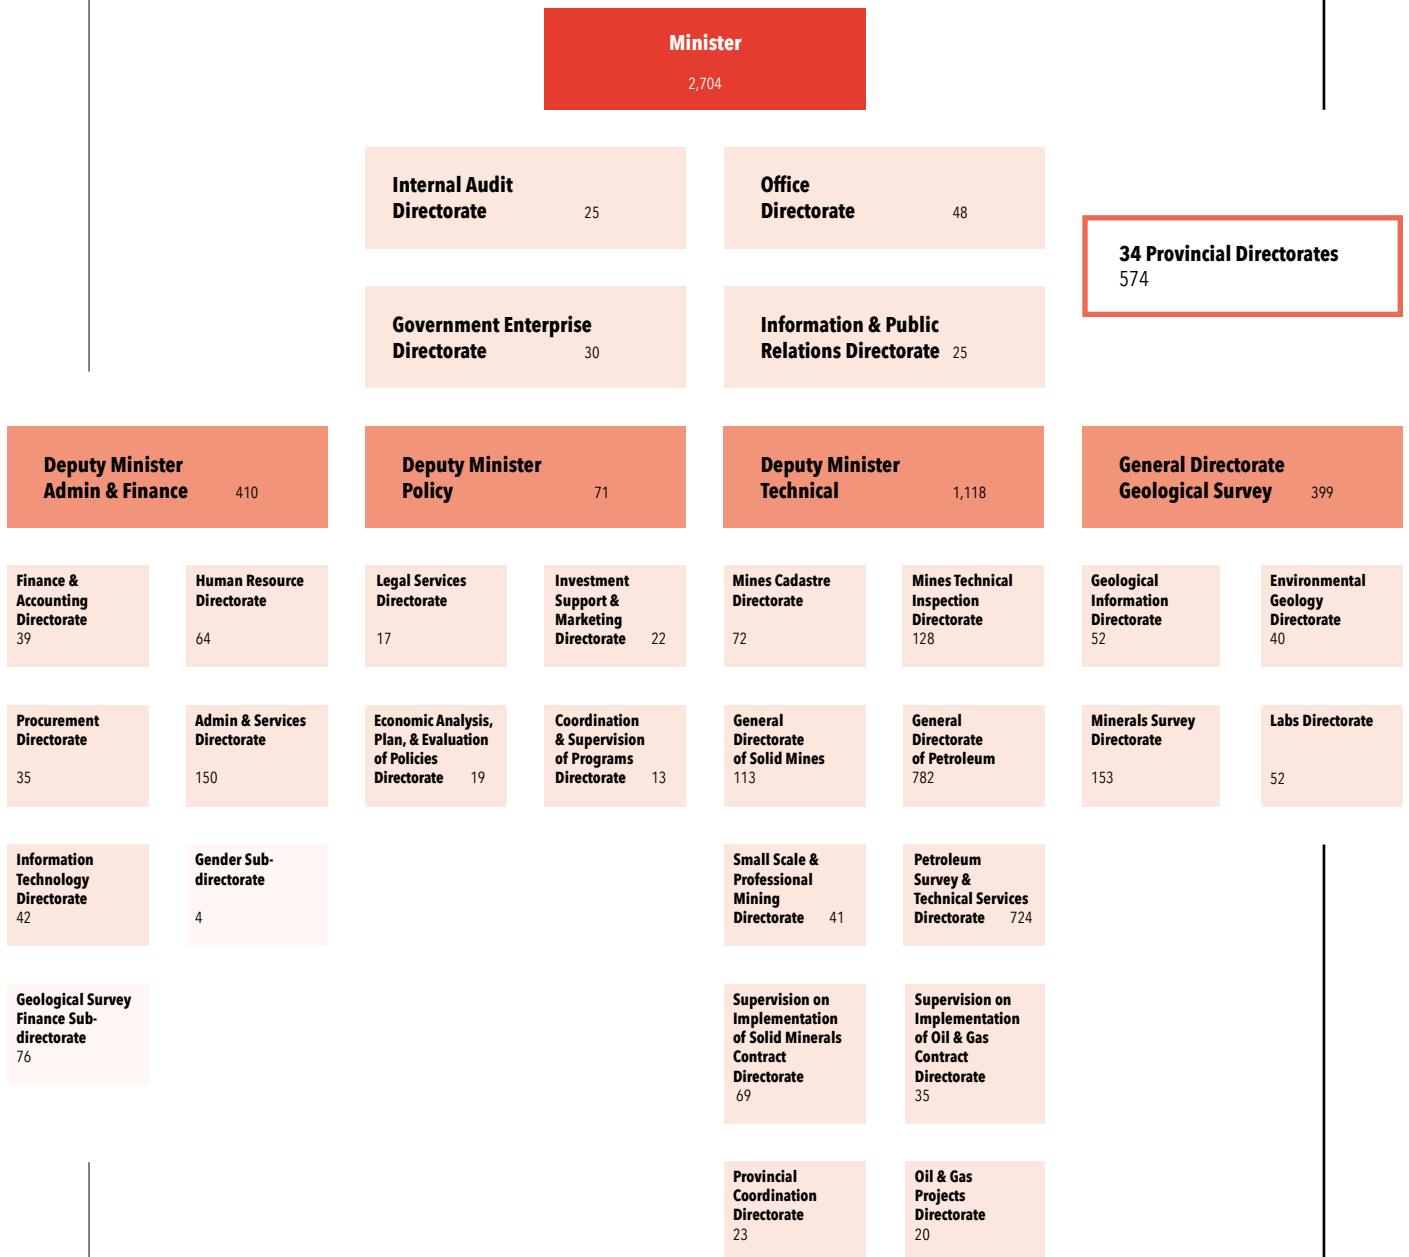 Minister
2,704
Internal Audit
Directorate 25
Office
Directorate 48
34 Provincial Directorates
574
Government Enterprise
Directorate 30
Information & Public
Relations Directorate 25
Deputy Minister
Admin & Finance 410
Deputy Minister
Policy 71
Deputy Minister
Technical 1,118
General Directorate
Geological Survey 399
Finance &
Accounting
Directorate
39
Human Resource
Directorate
64
Legal Services
Directorate
17
Investment
Support &
Marketing
Directorate 22
Mines Cadastre
Directorate
72
Mines Technical
Inspection
Directorate
128
Geological
Information
Directorate
52
Environmental
Geology
Directorate
40
Procurement
Directorate
35
Admin & Services
Directorate
150
Economic Analysis,
Plan, & Evaluation
of Policies
Directorate 19
Coordination
& Supervision
of Programs
Directorate 13
General
Directorate
of Solid Mines
113
General
Directorate
of Petroleum
782
Minerals Survey
Directorate
153
Labs Directorate
52
Information
Technology
Directorate
42
Gender Sub-
directorate
4
Small Scale &
Professional
Mining
Directorate 41
Petroleum
Survey &
Technical Services
Directorate 724
Geological Survey
Finance Sub-
directorate
76
Supervision on
Implementation
of Solid Minerals
Contract
Directorate
69
Supervision on
Implementation
of Oil & Gas
Contract
Directorate
35
Provincial
Coordination
Directorate
23
Oil & Gas
Projects
Directorate
20